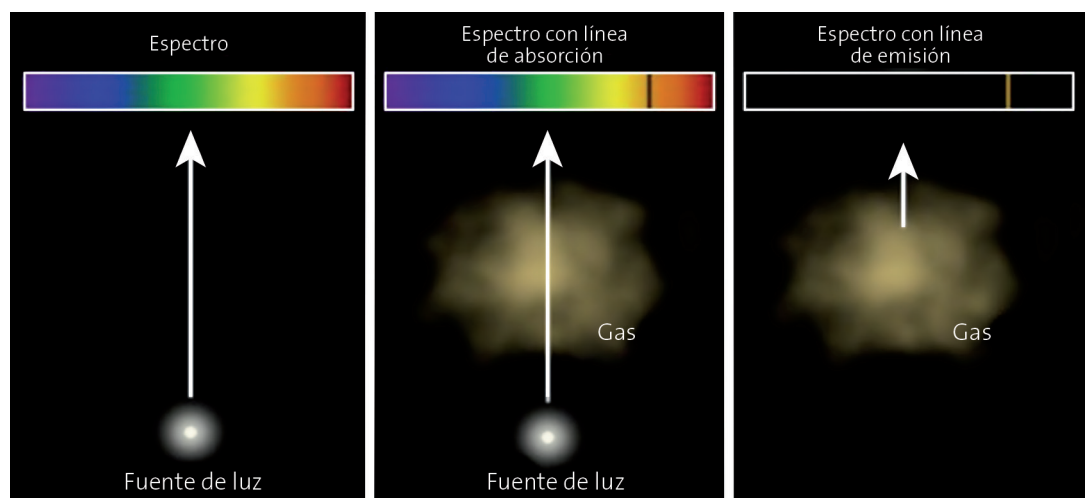 Espectro
Fuente de luz
Espectro con línea
de absorción
Gas
Fuente de luz
Espectro con línea
de emisión
Gas